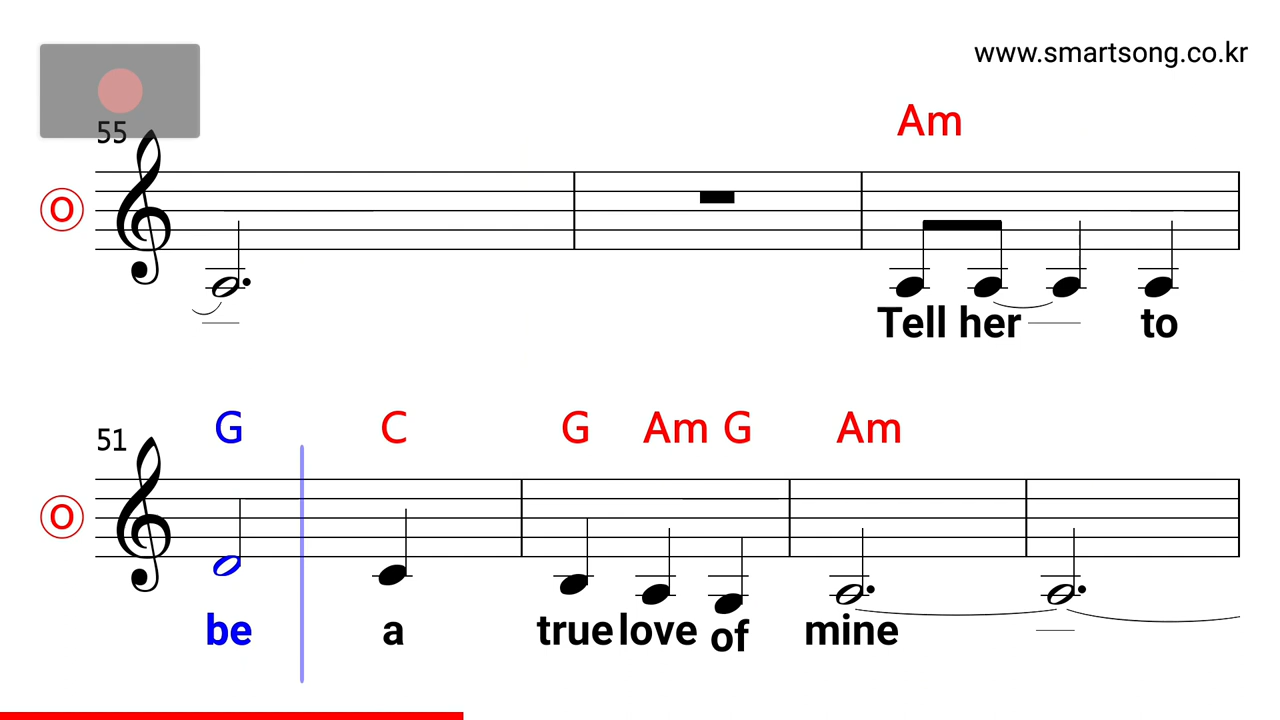 www.smartsong.co.kr
Am
55
O
Tell her to
G C G Am G Am
51
O
be a true love of mine